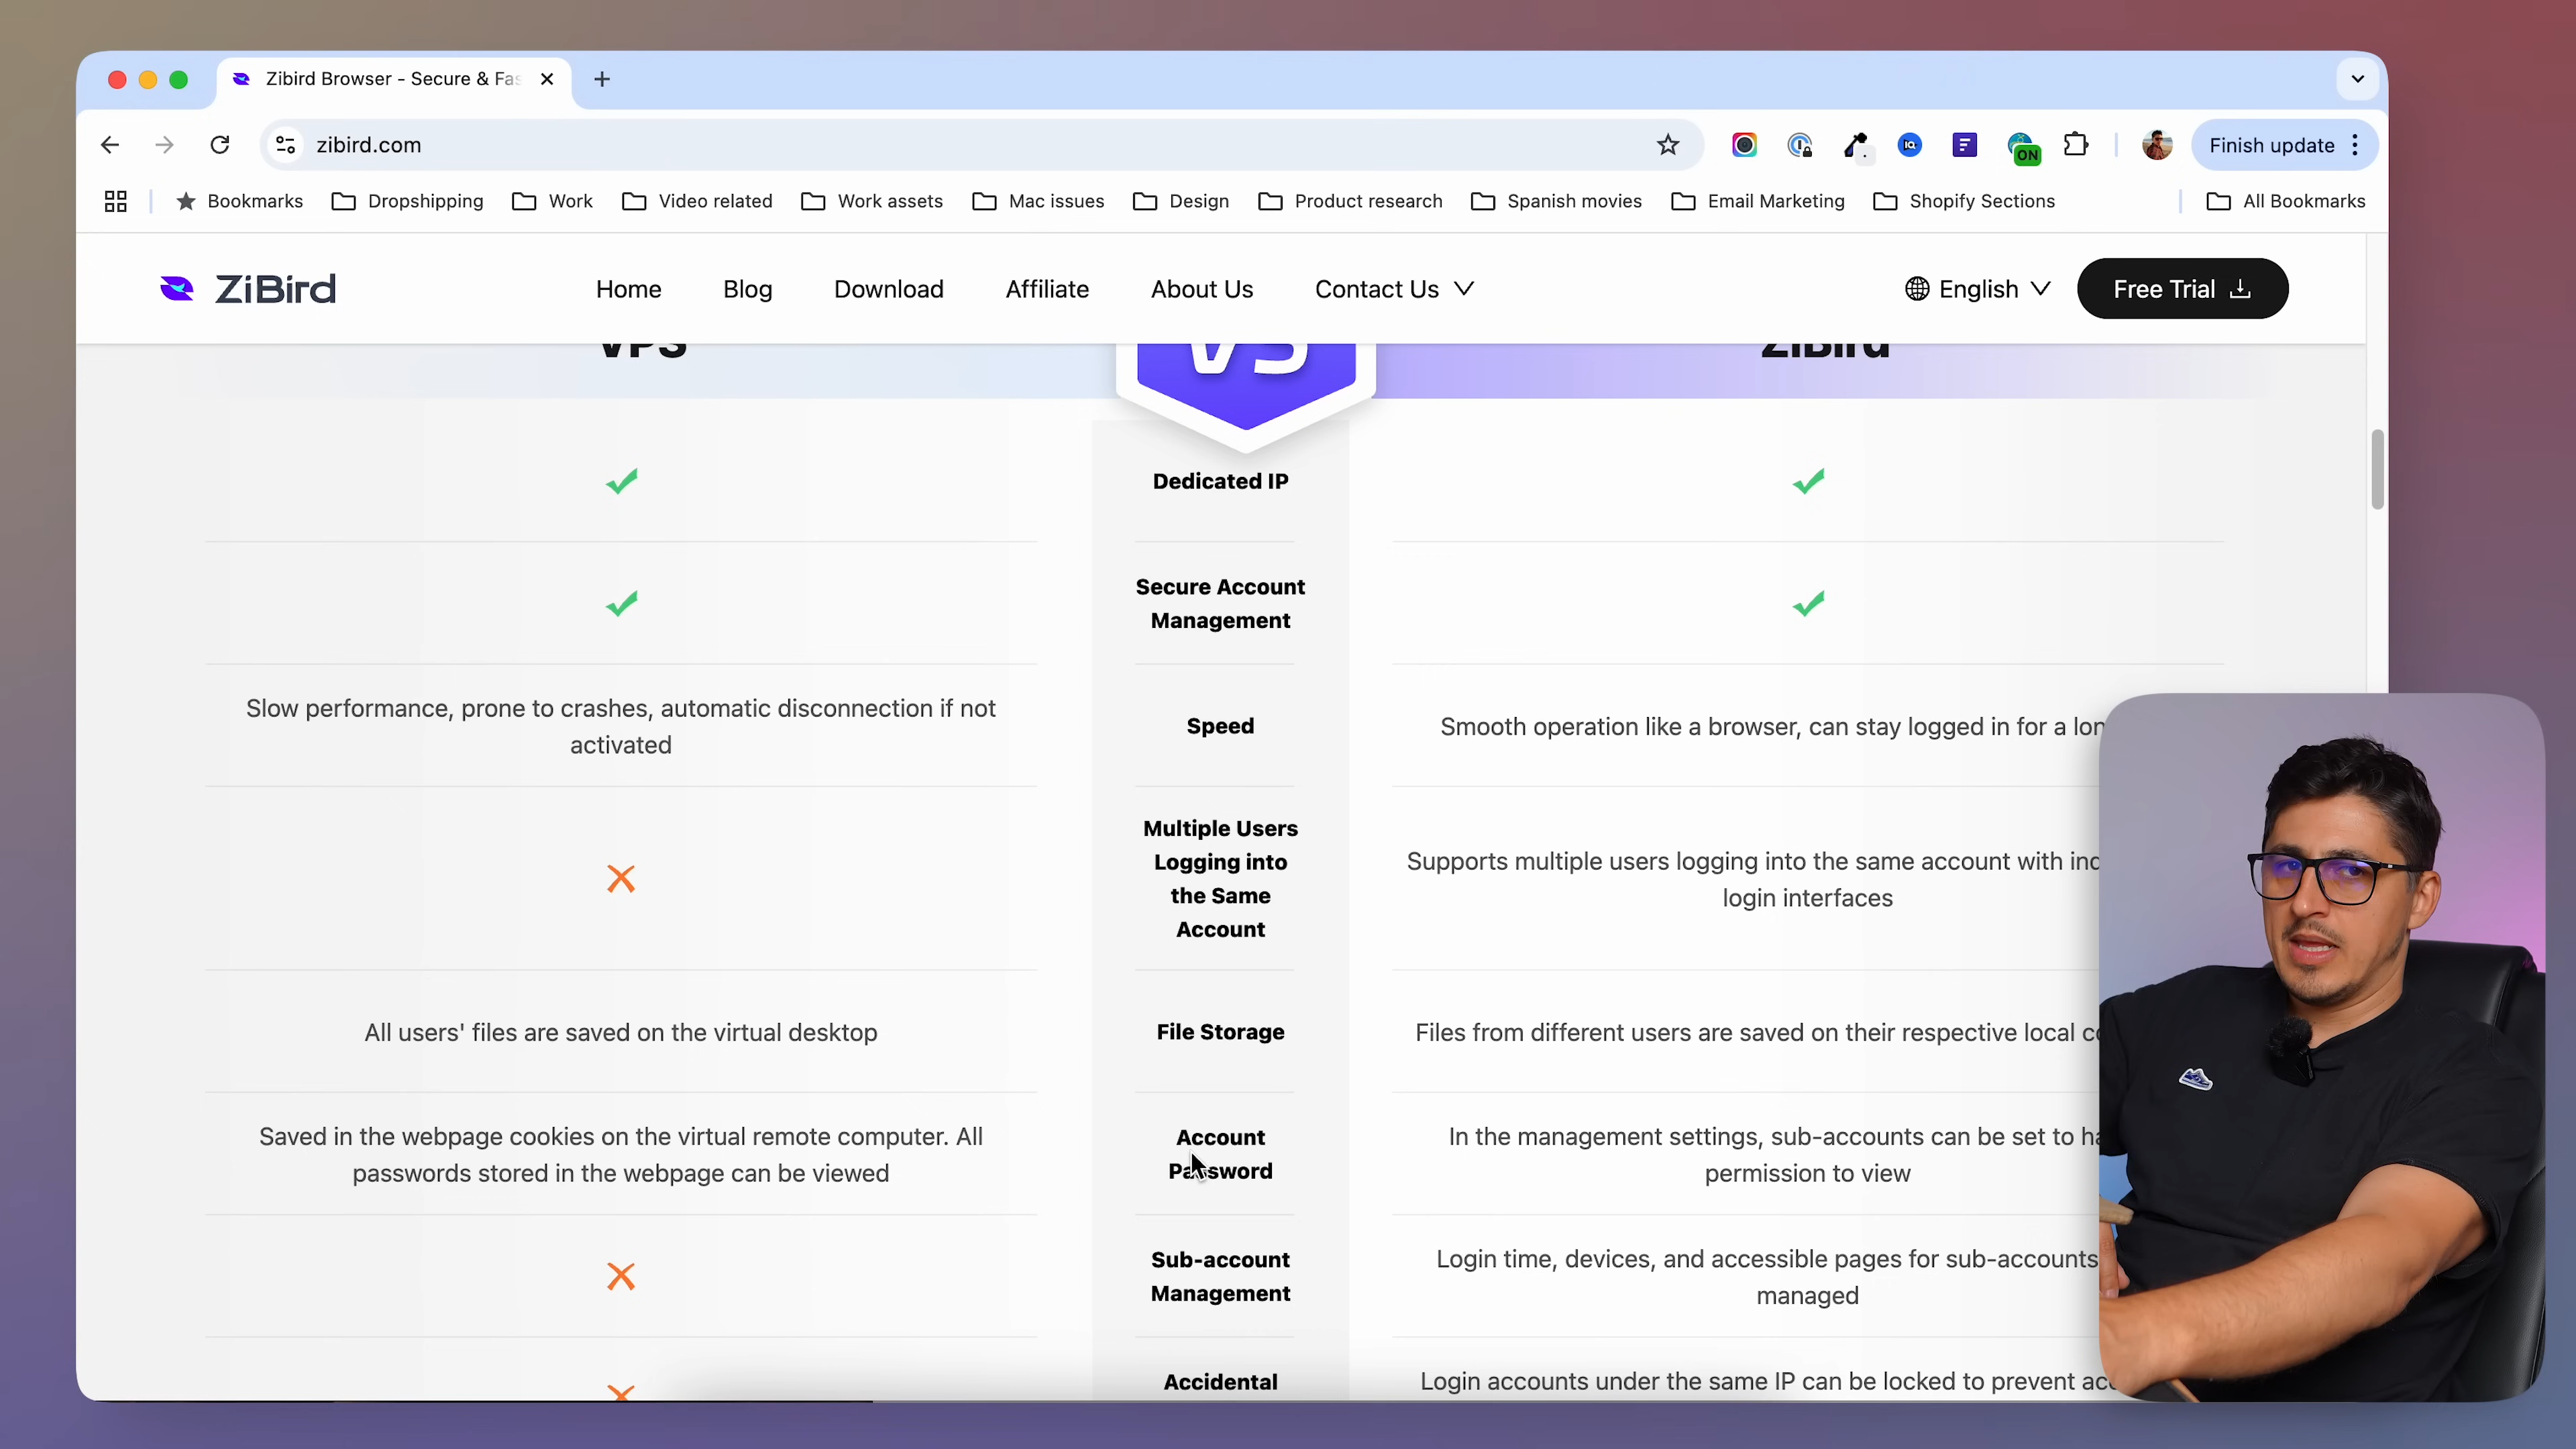 Zibird Browser - Secure & Fas
zibird.com
ON
Finish update
Bookmarks
Dropshipping
Work
Video related
Work assets
Mac issues
Design
Product research
Spanish movies
Email Marketing
Shopify Sections
All Bookmarks
ZiBird
Home
Blog
Download
Affiliate
About Us
Contact Us
English
Free Trial
VPS
VS
ZiBird
Dedicated IP
Secure Account
Management
Slow performance, prone to crashes, automatic disconnection if not
activated
Speed
Smooth operation like a browser, can stay logged in for a lon
Multiple Users
Logging into
the Same
Account
Supports multiple users logging into the same account with ind
login interfaces
All users' files are saved on the virtual desktop
File Storage
Files from different users are saved on their respective local co
Saved in the webpage cookies on the virtual remote computer. All
passwords stored in the webpage can be viewed
Account
Password
In the management settings, sub-accounts can be set to ha
permission to view
Sub-account
Management
Login time, devices, and accessible pages for sub-accounts
managed
Accidental
Login accounts under the same IP can be locked to prevent acc